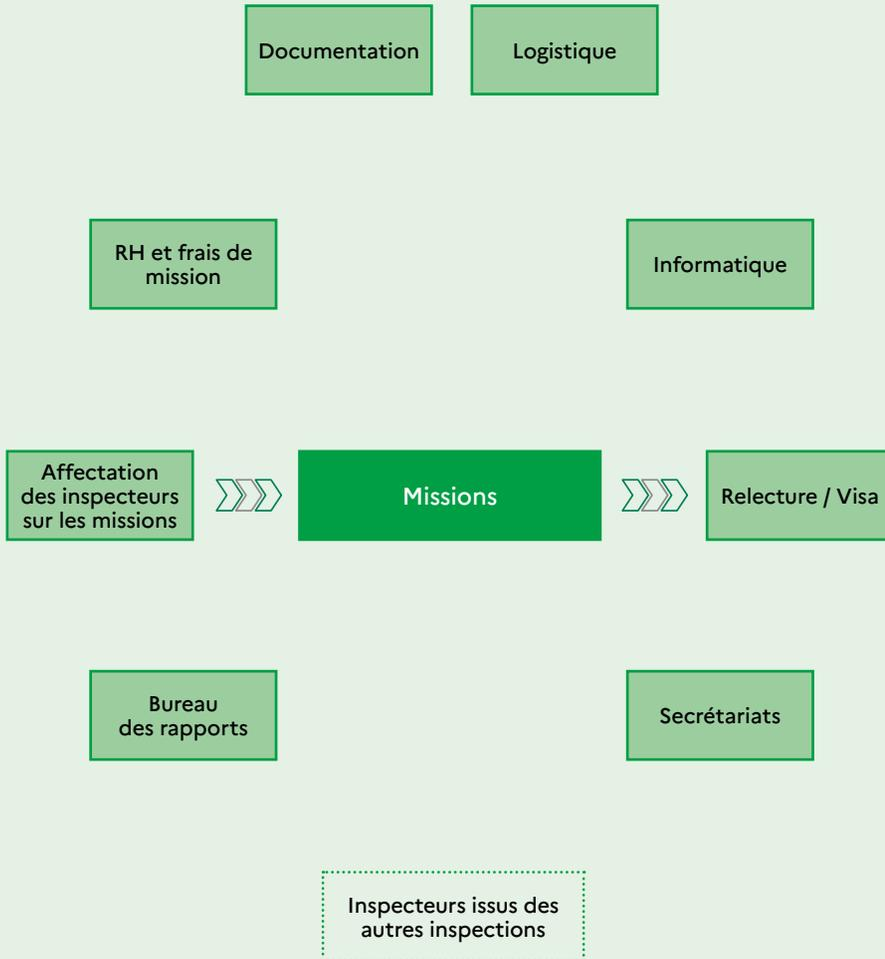 Documentation
Logistique
RH et frais de
mission
Informatique
Affectation
des inspecteurs
sur les missions
Missions
Relecture / Visa
Bureau
des rapports
Secrétariats
Inspecteurs issus des
autres inspections